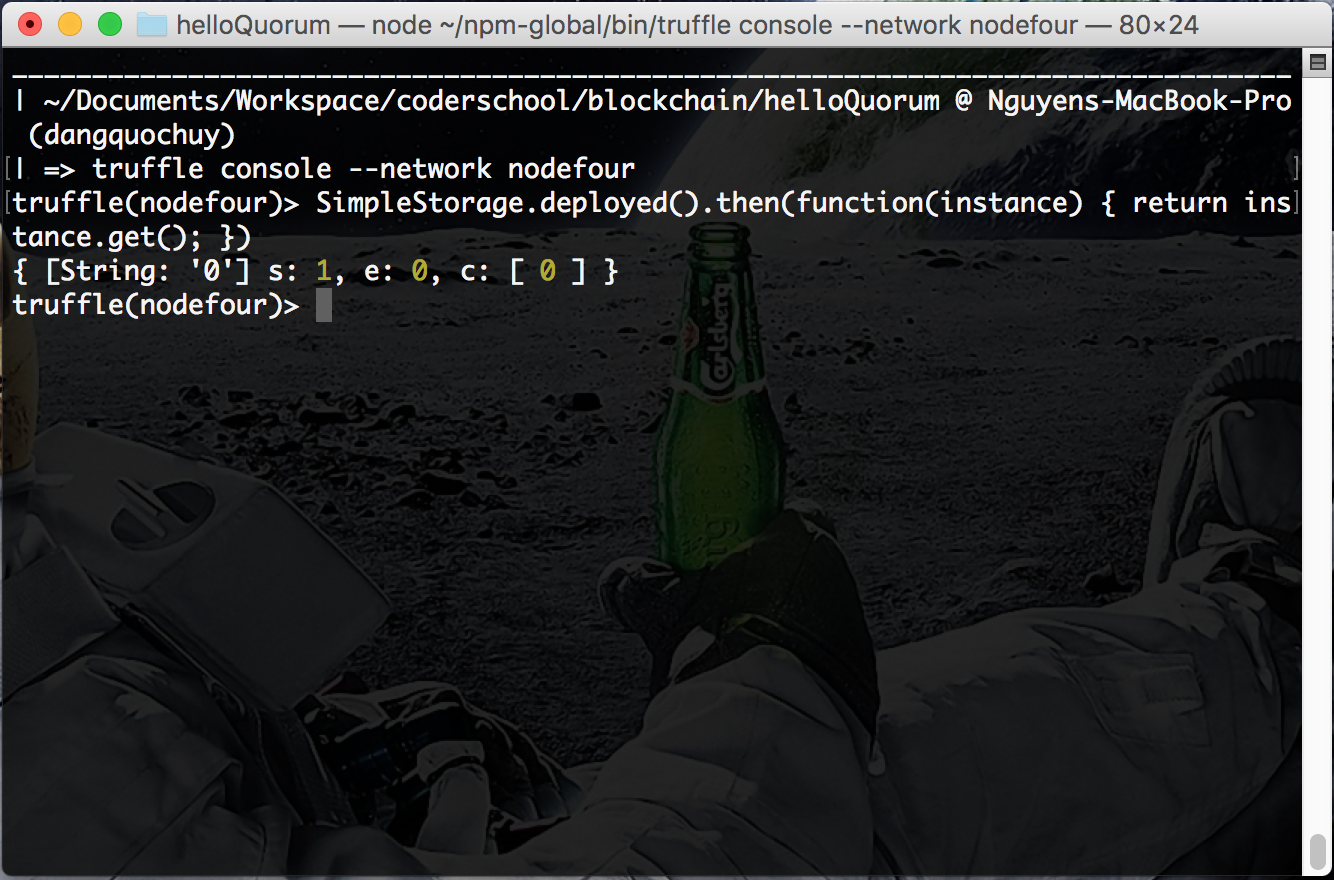 helloQuorum — node ~/npm-global/bin/truffle console --network nodefour — 80×24
| ~/Documents/Workspace/coderschool/blockchain/helloQuorum @ Nguyens-MacBook-Pro
(dangquochuy)
[| => truffle console --network nodefour ]
[truffle(nodefour)> SimpleStorage.deployed().then(function(instance) { return ins]
tance.get(); })
{ [String: '0'] s: 1, e: 0, c: [ 0 ] }
truffle(nodefour)>
Carlsberg